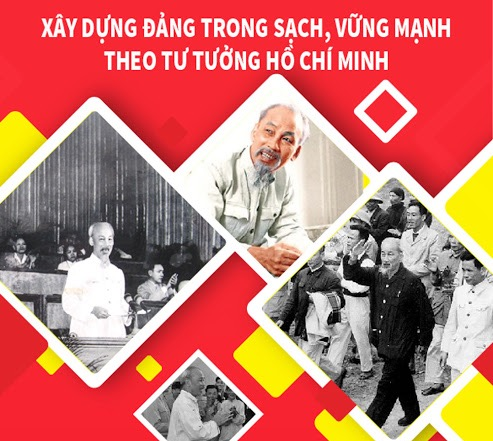 XÂY DỰNG ĐẢNG TRONG SẠCH, VỮNG MẠNH
THEO TƯ TƯỞNG HỒ CHÍ MINH